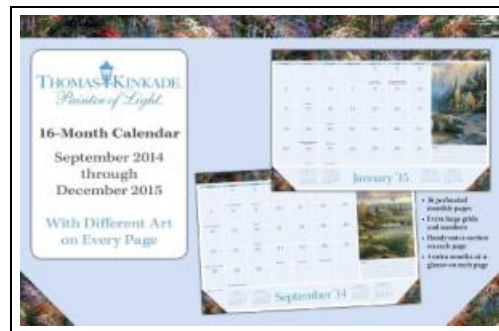 THOMAS KINKADE
Painter of Light
16-Month Calendar
September 2014
through
December 2015
With Different Art
on Every Page
January '15
September '14
• 16 perforated
monthly pages
• Extra large grids
and numbers
• Handy notes section
on each page
• 4 extra months at a
glance on each page